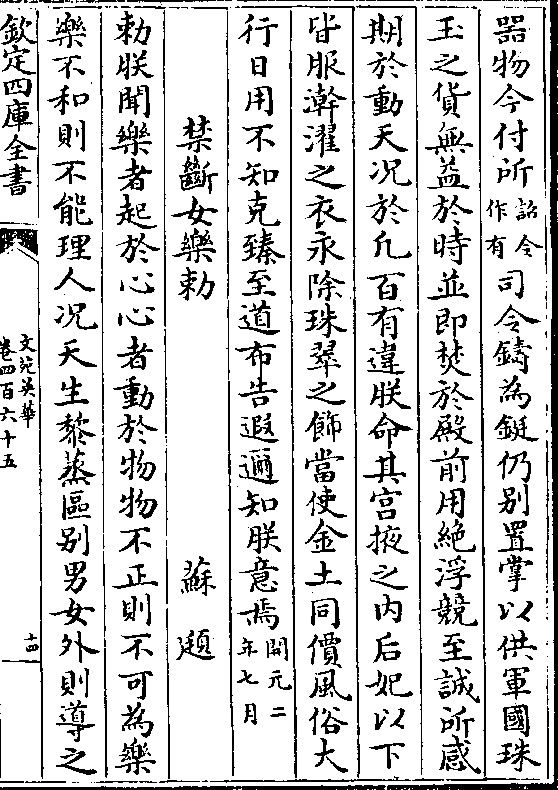 器物今付所詔令作有司令鑄為鋌仍别置掌以供軍國珠
玉之貨無益於時並即焚於殿前用絶浮競至誠所感
期於動天况於凡百有違朕命其宫掖之内后妃以下
皆服澣濯之衣永除珠翠之飾當使金土同價風俗大
行日用不知克臻至道布告遐邇知朕意焉開元二年七月
禁斷女樂勅 蘇頲
勅朕聞樂者起於心心者動於物物不正則不可為樂
樂不和則不能理人况天生黎蒸區别男女外則導之
欽定四庫全書
文苑英華
卷四百六十五
十四